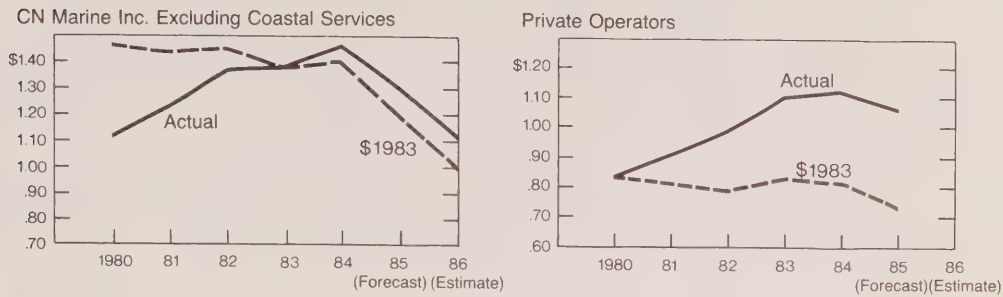 CN Marine Inc. Excluding Coastal Services
$1.40
1.30
1.20
1.10
1.00
.90
.80
.70
Actual
$1983
1980 81 82 83 84 85 86
(Forecast) (Estimate)
Private Operators
$1.20
1.10
1.00
.90
.80
.70
.60
Actual
$1983
1980 81 82 83 84 85 86
(Forecast)(Estimate)